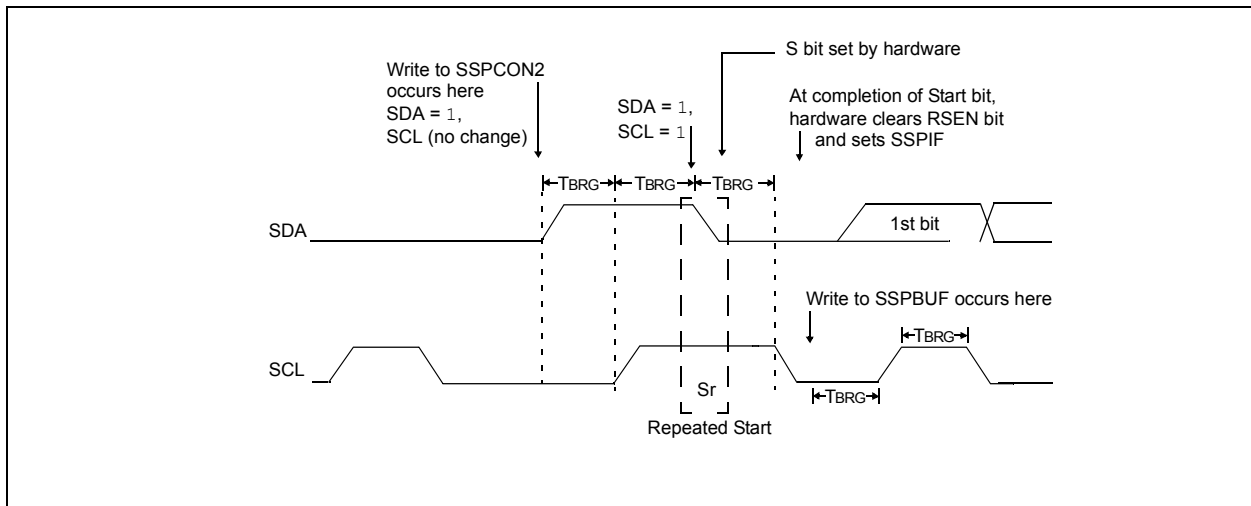 S bit set by hardware
Write to SSPCON2
occurs here
SDA = 1,
SCL (no change)
SDA = 1,
SCL = 1
At completion of Start bit,
hardware clears RSEN bit
and sets SSPIF
TBRG TBRG TBRG
SDA
1st bit
Write to SSPBUF occurs here
TBRG
SCL
Sr
TBRG
Repeated Start